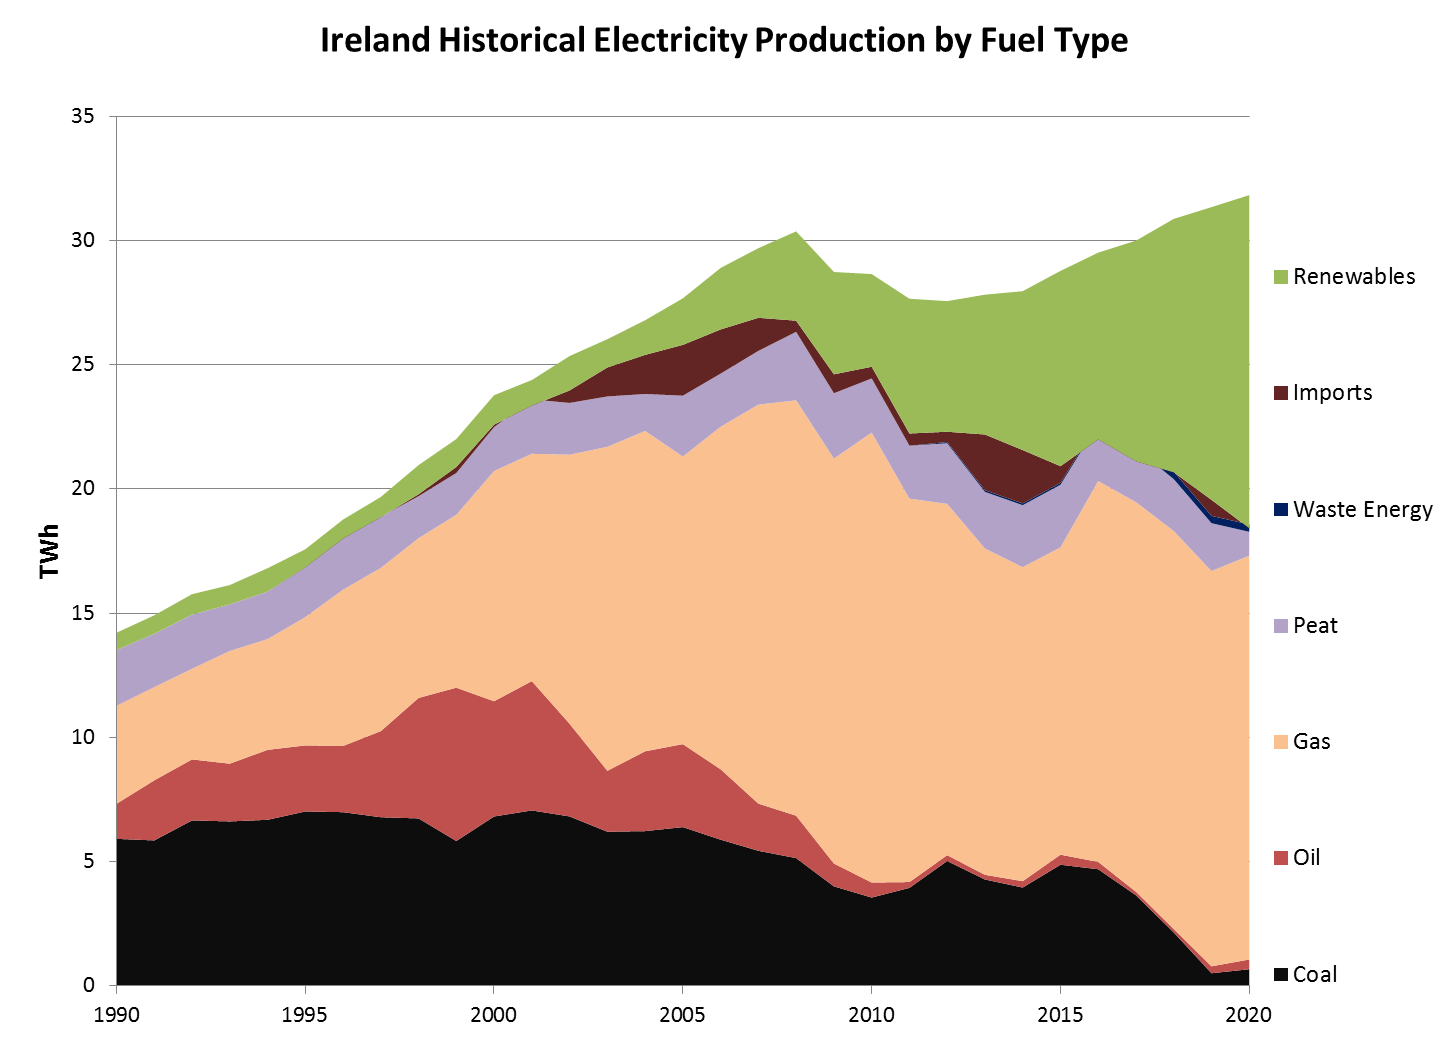 Ireland Historical Electricity Production by Fuel Type
TWh
35
30
25
20
15
10
5
0
1990
1995
2000
2005
2010
2015
2020
Renewables
Imports
Waste Energy
Peat
Gas
Oil
Coal